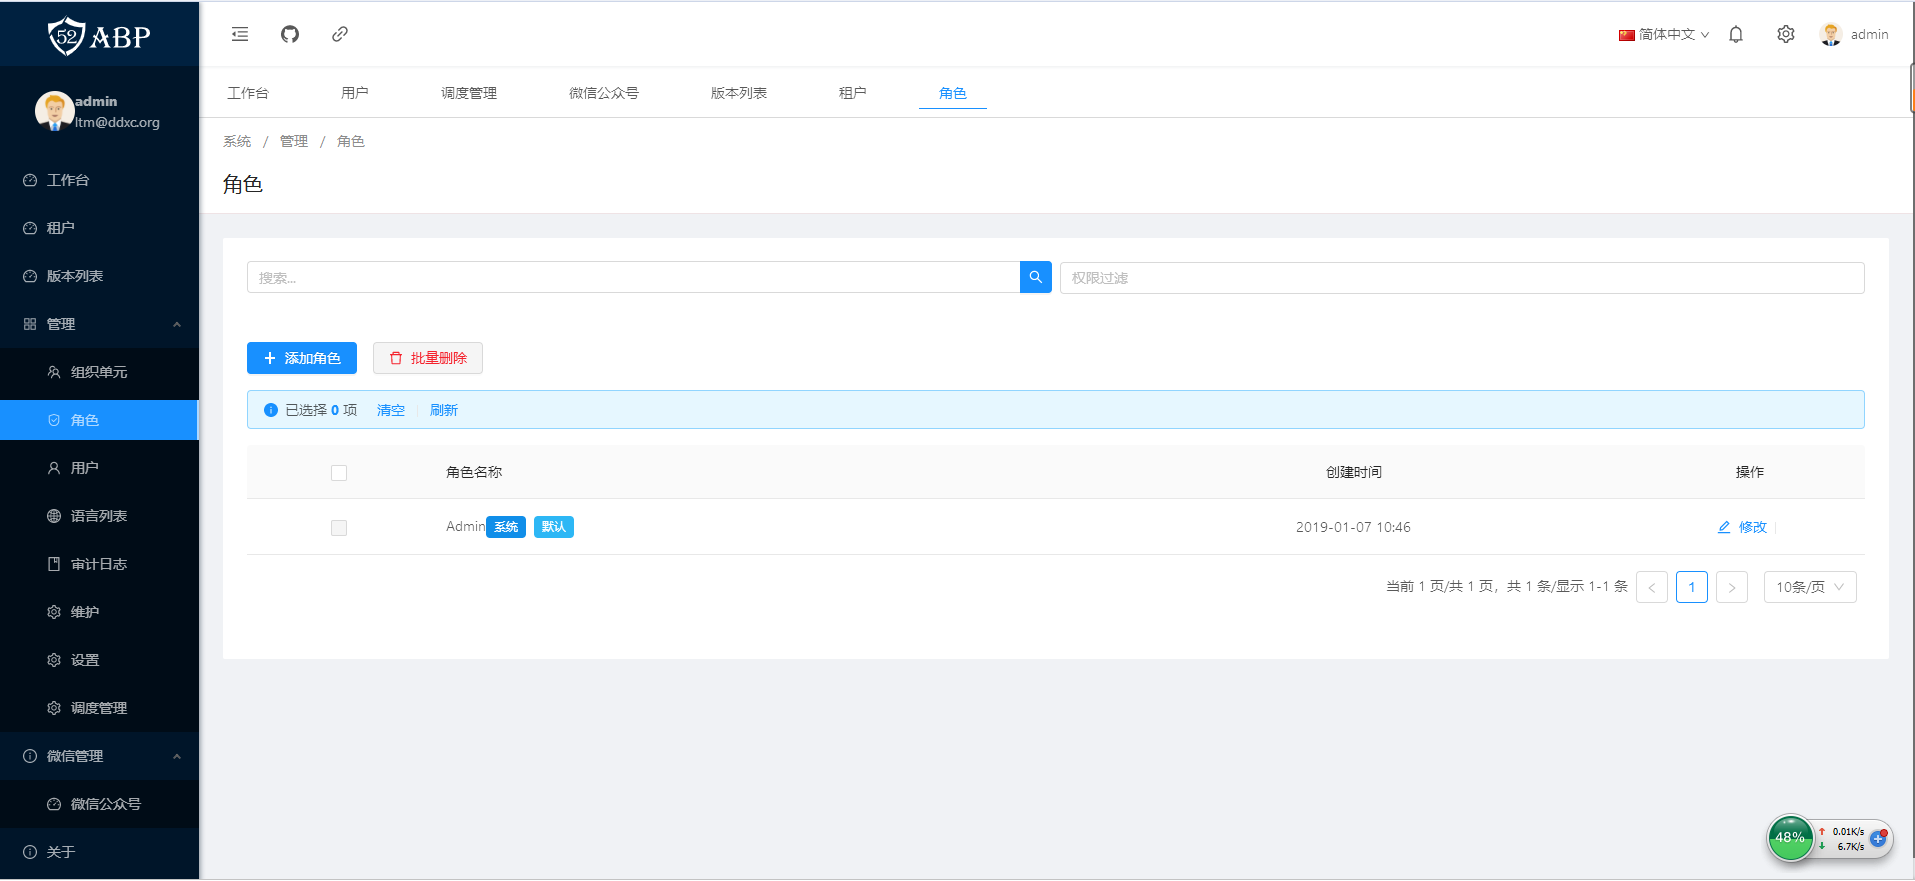 52ABP
admin
ltm@ddxc.org
工作台
租户
版本列表
管理
组织单元
角色
用户
语言列表
审计日志
维护
设置
调度管理
微信管理
微信公众号
关于
简体中文
admin
工作台 用户 调度管理 微信公众号 版本列表 租户 角色
系统 / 管理 / 角色
角色
搜索...
权限过滤
添加角色 批量删除
已选择 0 项 清空 刷新
角色名称 创建时间 操作
Admin 系统 默认 2019-01-07 10:46 修改
当前 1 页/共 1 页，共 1 条/显示 1-1 条 < 1 > 10条/页
48% 0.01K/s
6.7K/s